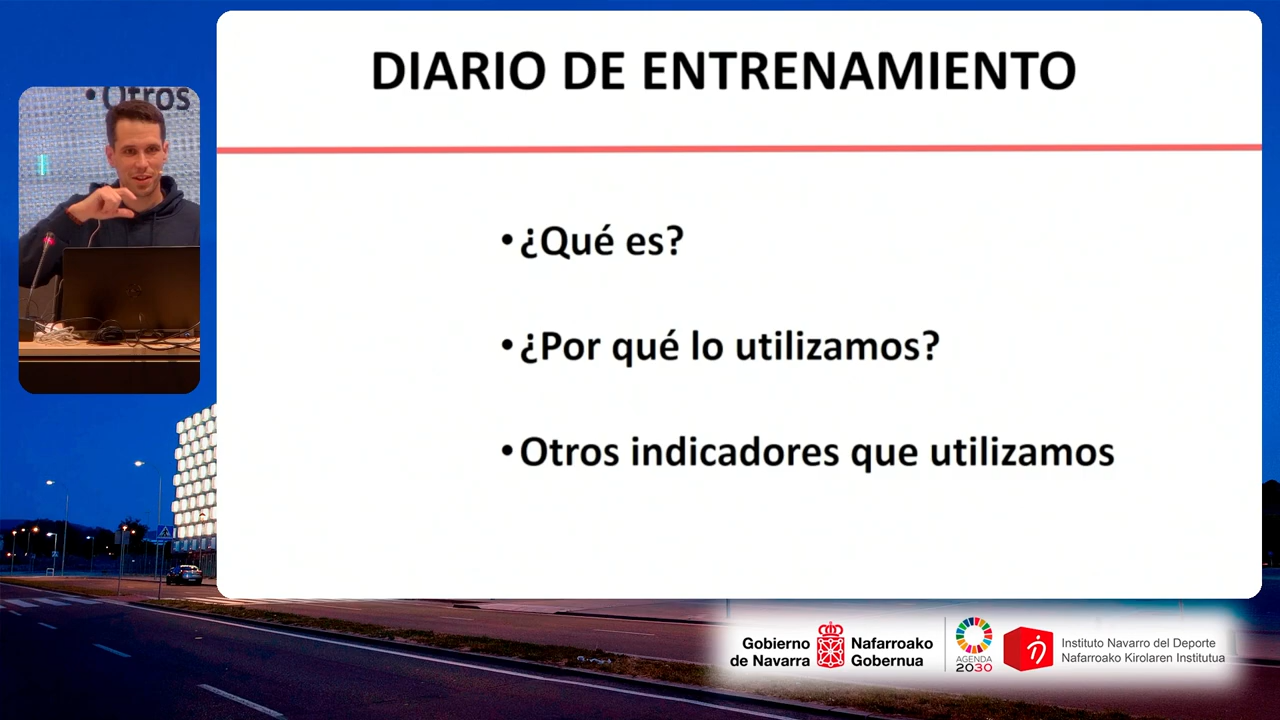 •Otros
DIARIO DE ENTRENAMIENTO
•¿Qué es?
•¿Por qué lo utilizamos?
•Otros indicadores que utilizamos
Gobierno de Navarra
Nafarroako Gobernua
AGENDA 2030
Instituto Navarro del Deporte
Nafarroako Kirolaren Institutua